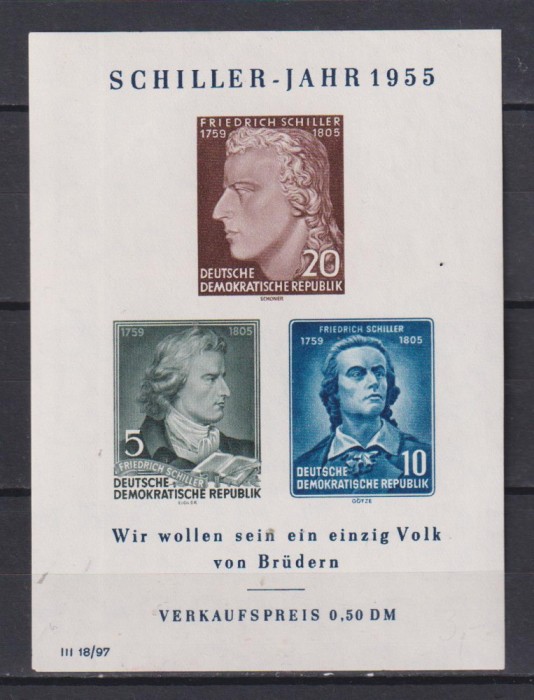 SCHILLER-JAHR 1955
FRIEDRICH SCHILLER
1759 1805
20
DEUTSCHE
DEMOKRATISCHE REPUBLIK
SCHONER
1759 1805
5
FRIEDRICH SCHILLER
DEUTSCHE
DEMOKRATISCHE REPUBLIK
EIGLER
FRIEDRICH SCHILLER
1759 1805
10
DEUTSCHE
DEMOKRATISCHE REPUBLIK
GÖTZE
Wir wollen sein ein einzig Volk
von Brüdern
VERKAUFSPREIS 0,50 DM
III 18/97